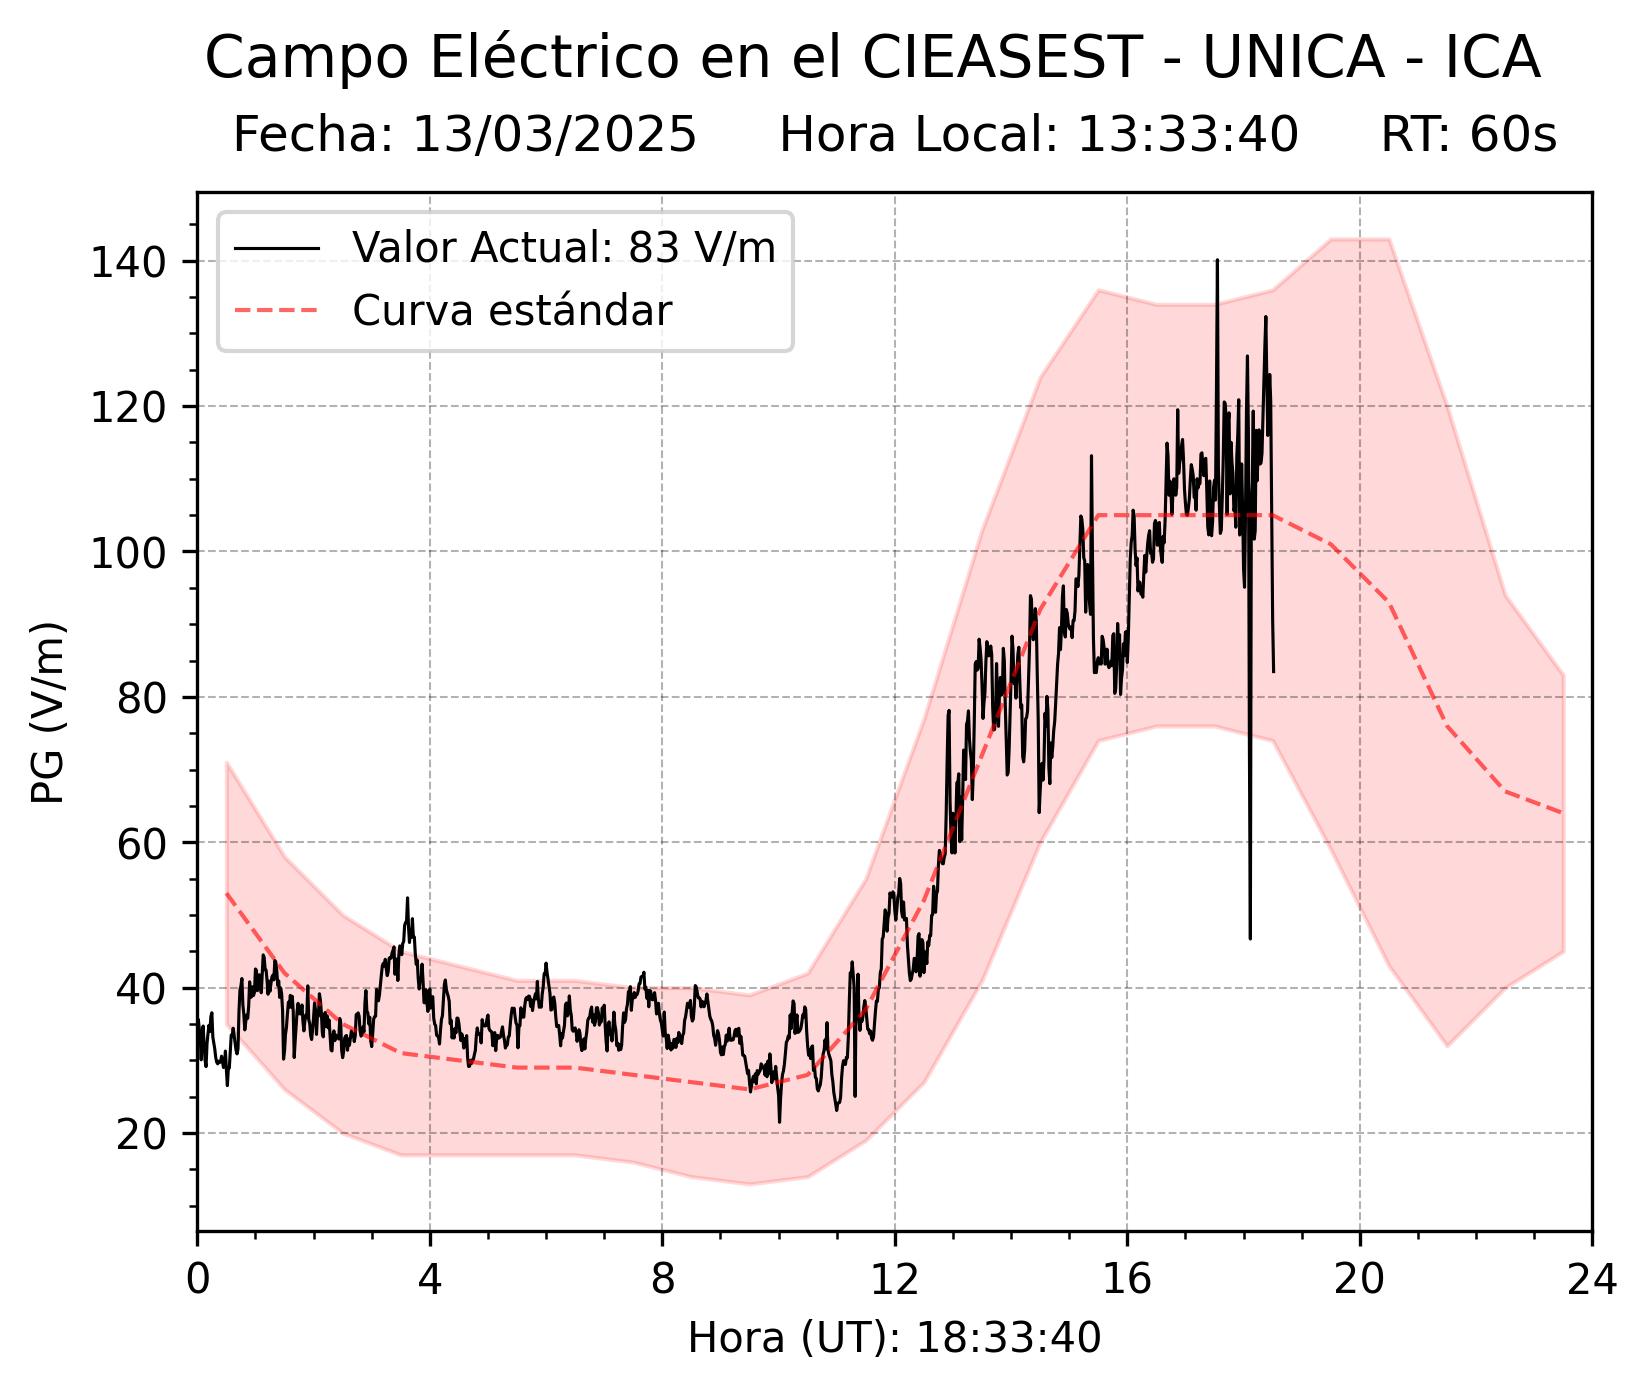 Campo Eléctrico en el CIEASEST - UNICA - ICA
Fecha: 13/03/2025 Hora Local: 13:33:40 RT: 60s
Valor Actual: 83 V/m
Curva estándar
PG (V/m)
140
120
100
80
60
40
20
0 4 8 12 16 20 24
Hora (UT): 18:33:40